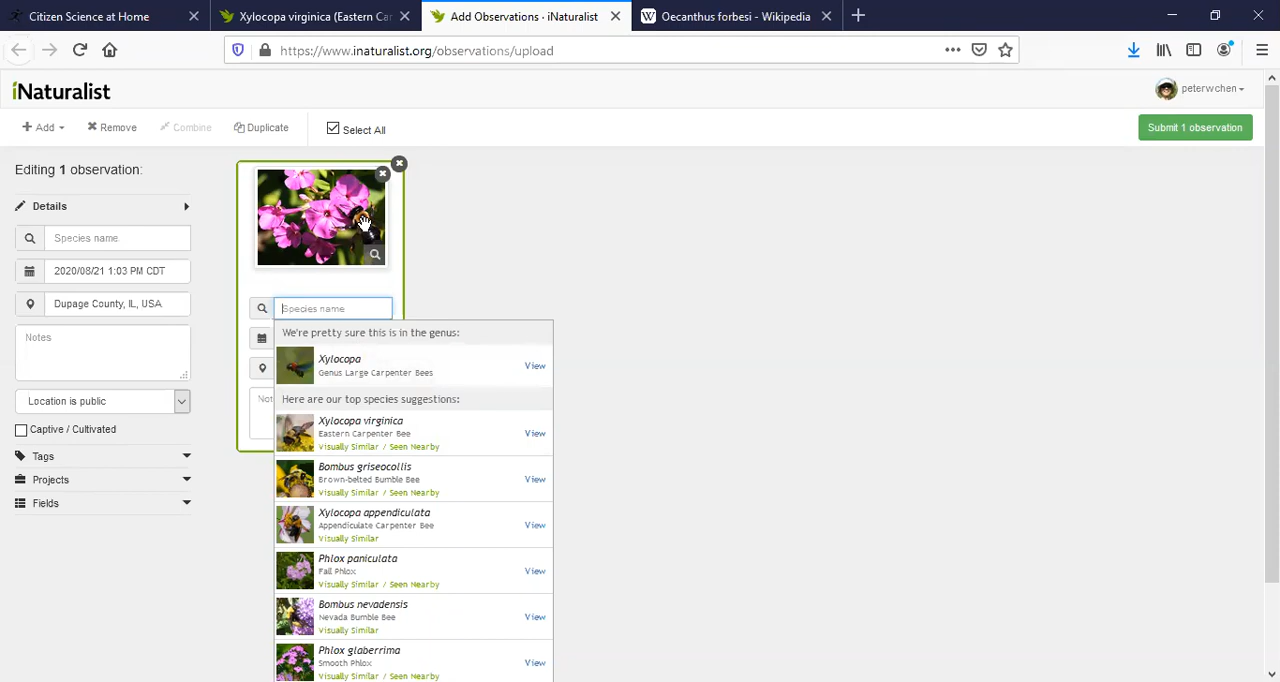 Citizen Science at Home
Xylocopa virginica (Eastern Car
Add Observations · iNaturalist
Oecanthus forbesi - Wikipedia
https://www.inaturalist.org/observations/upload
iNaturalist
peterwchen
Add
Remove
Combine
Duplicate
Select All
Submit 1 observation
Editing 1 observation:
Details
Species name
2020/08/21 1:03 PM CDT
Dupage County, IL, USA
Notes
Location is public
Captive / Cultivated
Tags
Projects
Fields
Species name
Not
We're pretty sure this is in the genus:
Xylocopa
Genus Large Carpenter Bees
View
Here are our top species suggestions:
Xylocopa virginica
Eastern Carpenter Bee
Visually Similar / Seen Nearby
View
Bombus griseocollis
Brown-belted Bumble Bee
Visually Similar / Seen Nearby
View
Xylocopa appendiculata
Appendiculate Carpenter Bee
Visually Similar
View
Phlox paniculata
Fall Phlox
Visually Similar / Seen Nearby
View
Bombus nevadensis
Nevada Bumble Bee
Visually Similar
View
Phlox glaberrima
Smooth Phlox
Visually Similar / Seen Nearby
View